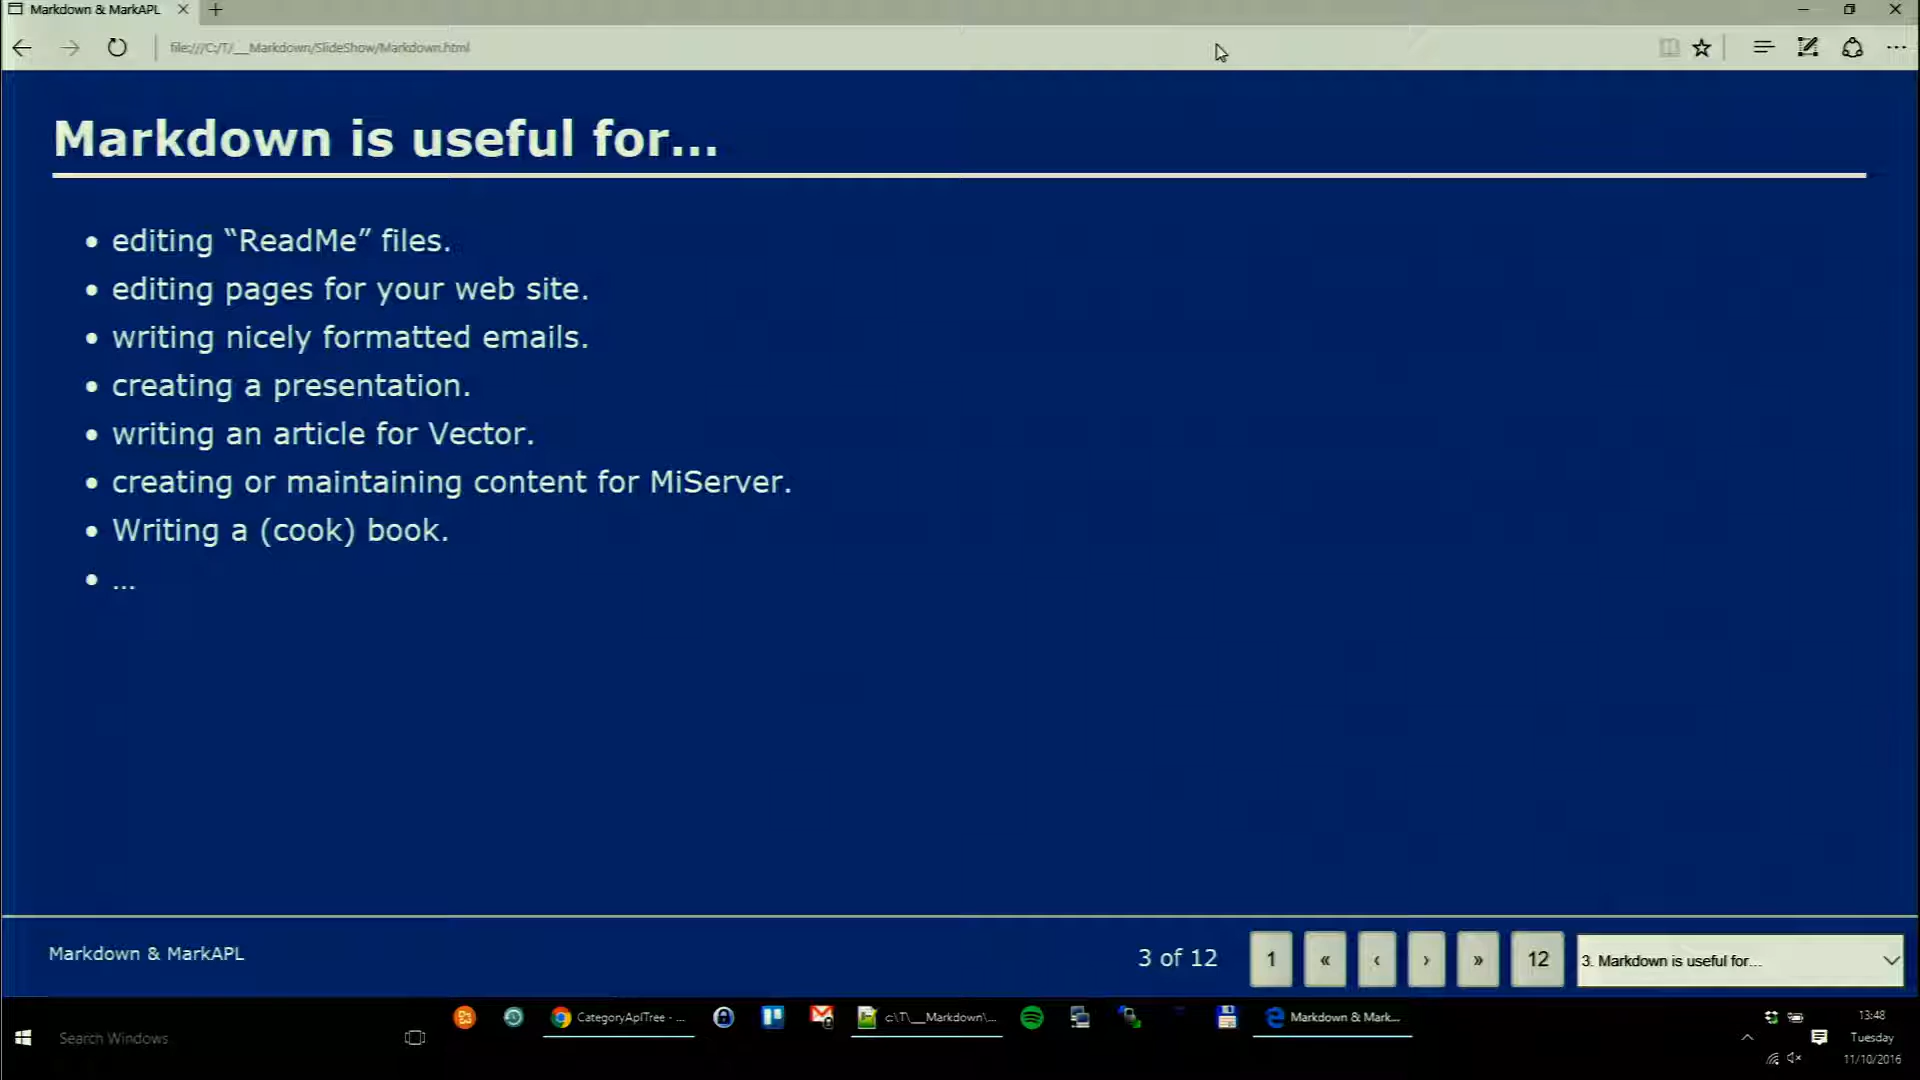 Markdown & MarkAPL
file:///C:/T/__Markdown/SlideShow/Markdown.html
Markdown is useful for...
• editing “ReadMe” files.
• editing pages for your web site.
• writing nicely formatted emails.
• creating a presentation.
• writing an article for Vector.
• creating or maintaining content for MiServer.
• Writing a (cook) book.
• ...
Markdown & MarkAPL
3 of 12
1 « ‹ › » 12
3. Markdown is useful for...
Search Windows
CategoryAplTree - ...
c:\T\__Markdown\...
Markdown & Mark...
13:48
Tuesday
11/10/2016